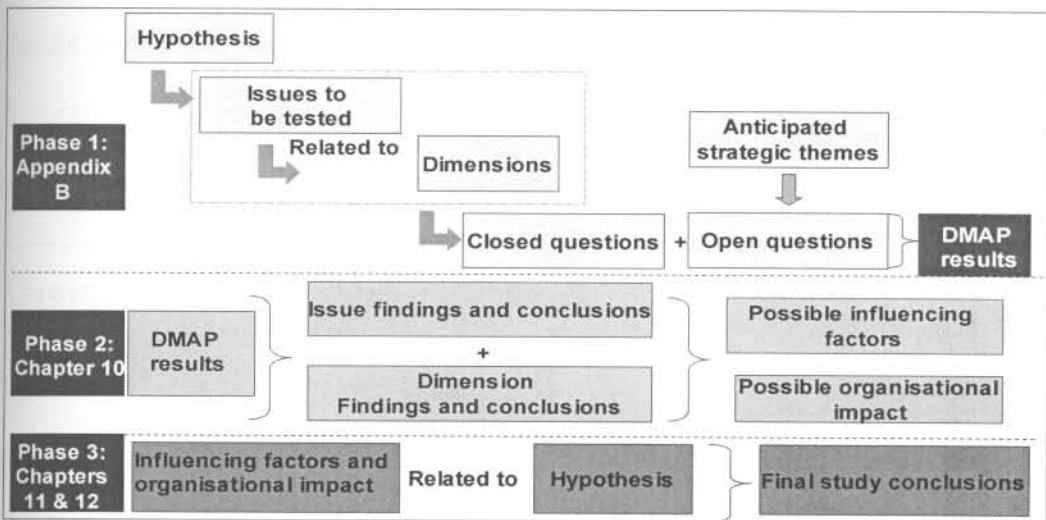 Hypothesis
Issues to
be tested
Phase 1:
Appendix
B
Related to
Dimensions
Anticipated
strategic themes
Closed questions + Open questions
DMAP
results
Phase 2:
Chapter 10
DMAP
results
Issue findings and conclusions
+
Dimension
Findings and conclusions
Possible influencing
factors
Possible organisational
impact
Phase 3:
Chapters
11 & 12
Influencing factors and
organisational impact
Related to
Hypothesis
Final study conclusions